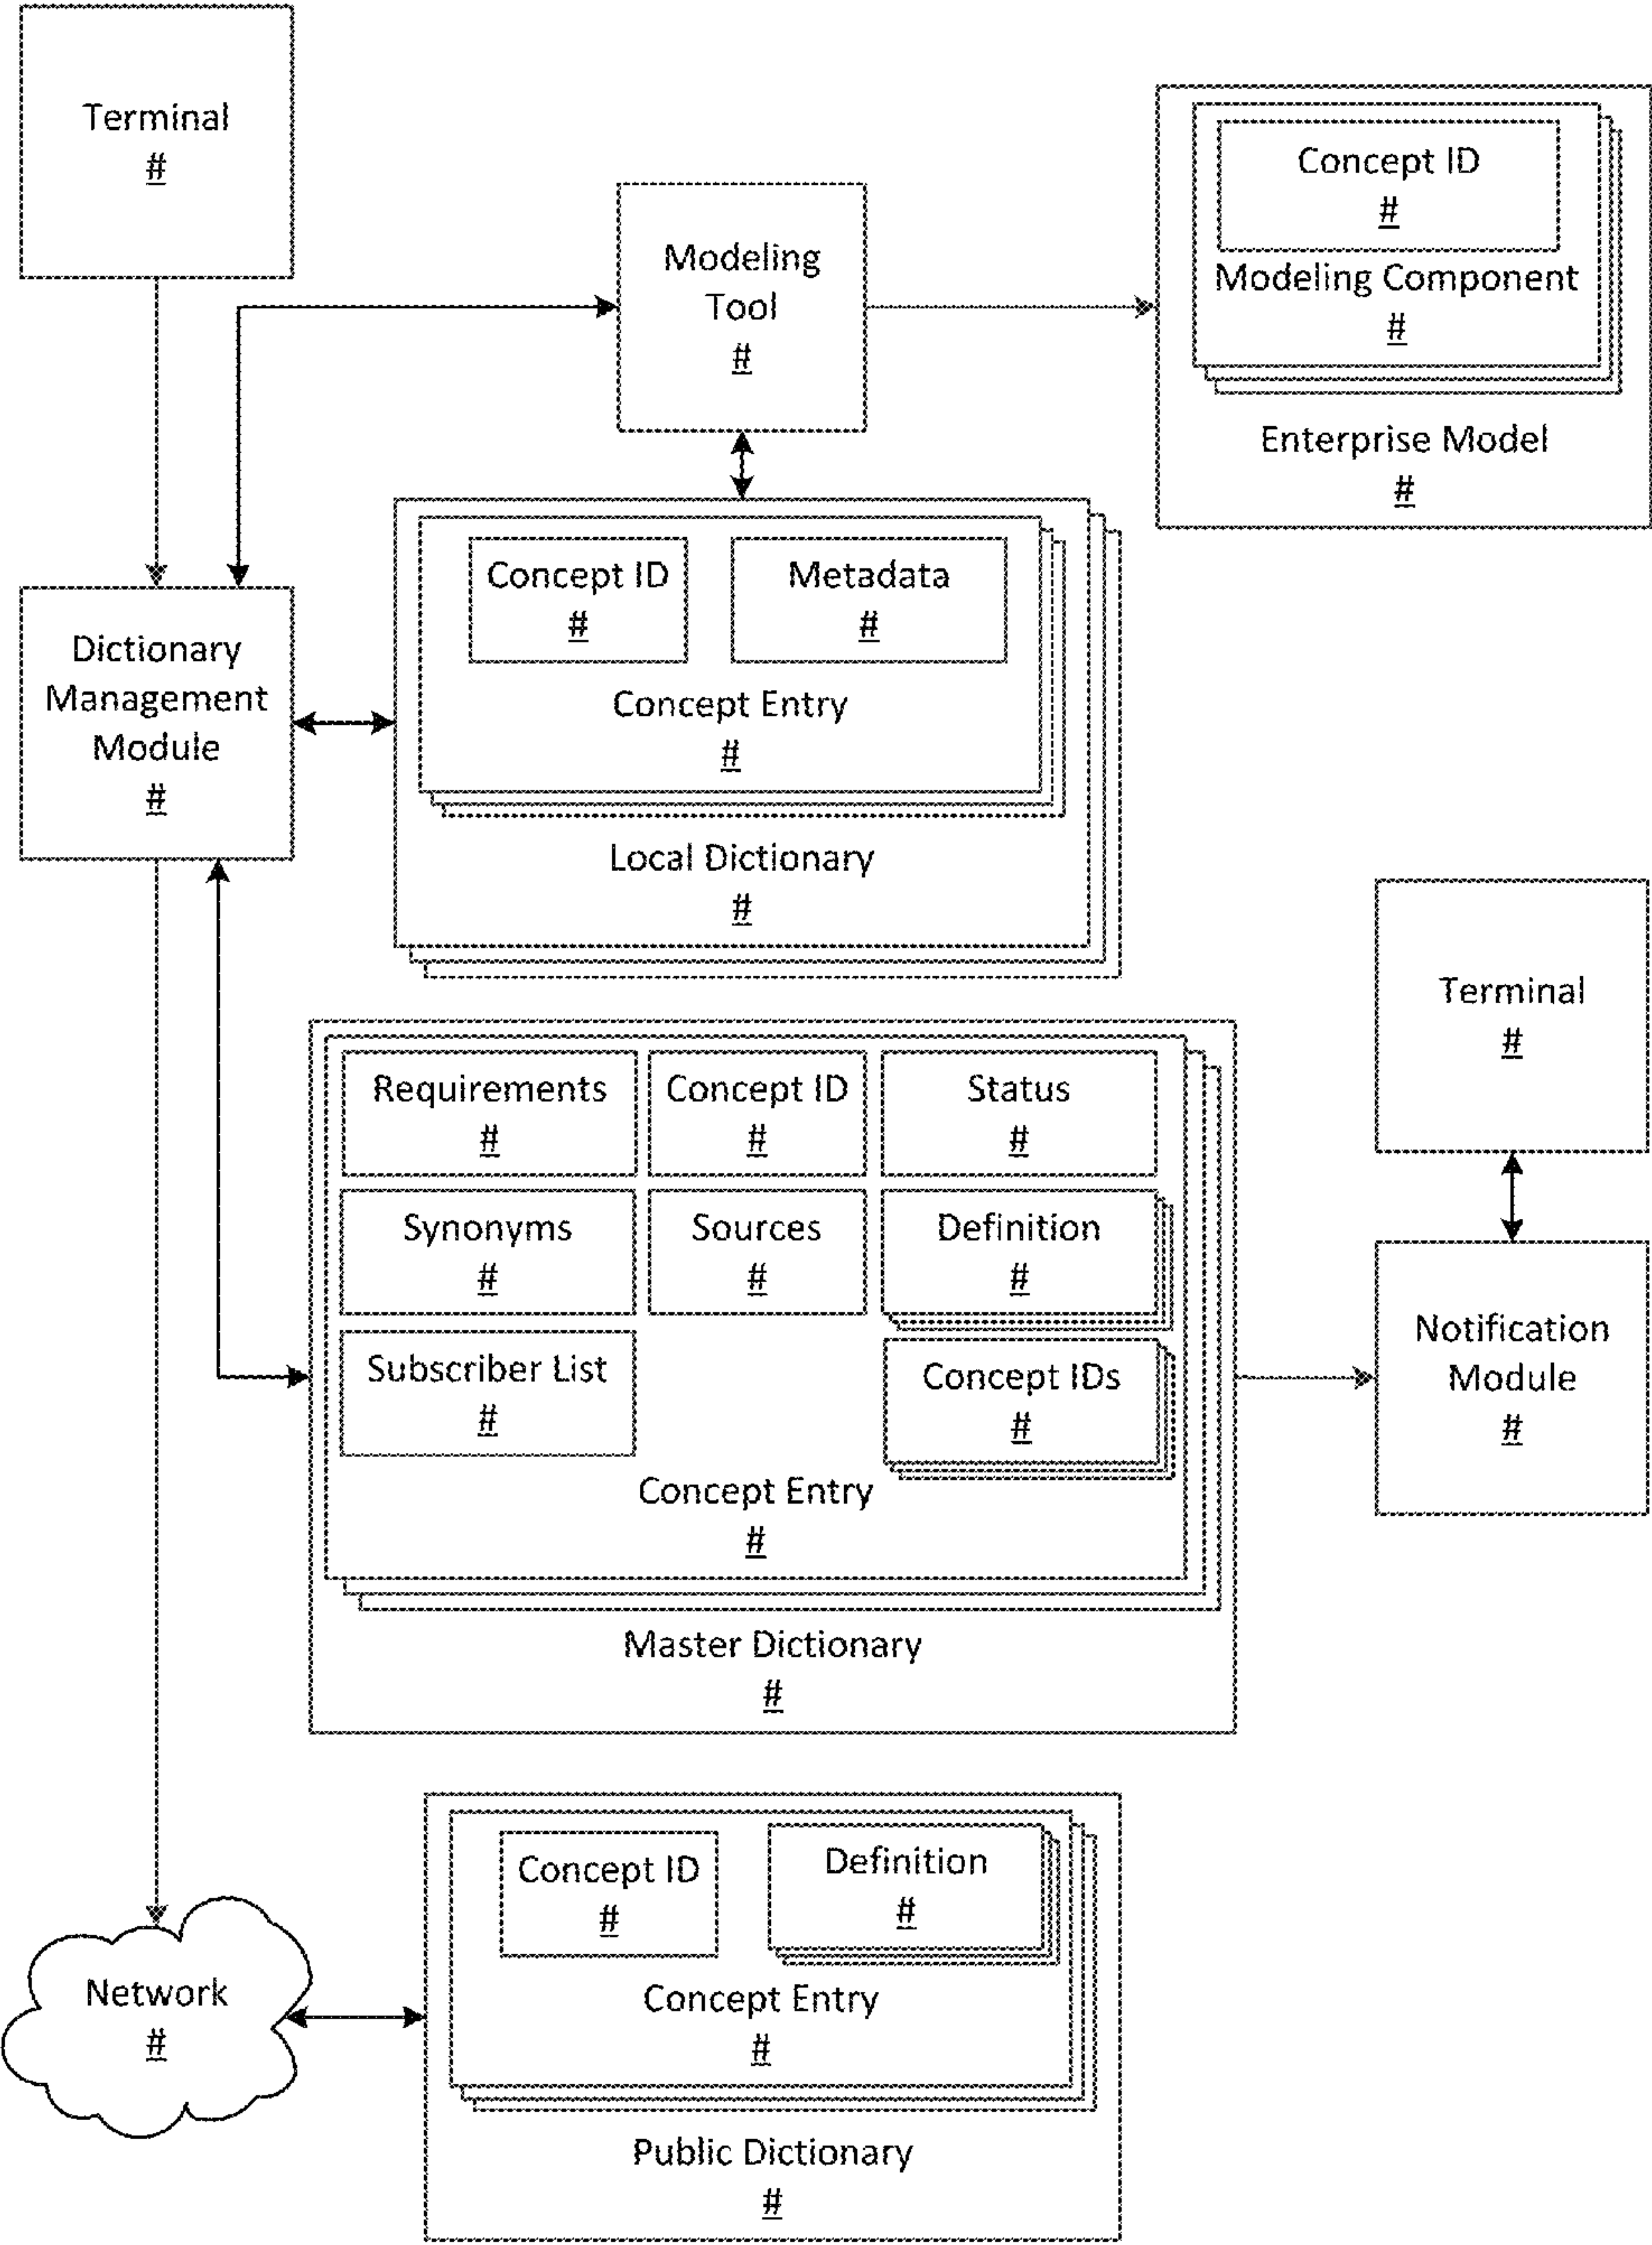 Terminal
#
Concept ID
#
Modeling Component
#
Enterprise Model
#
Modeling
Tool
#
Concept ID
#
Metadata
#
Concept Entry
#
Local Dictionary
#
Dictionary
Management
Module
#
Terminal
#
Requirements
#
Concept ID
#
Status
#
Synonyms
#
Sources
#
Definition
#
Subscriber List
#
Concept IDs
#
Concept Entry
#
Master Dictionary
#
Notification
Module
#
Concept ID
#
Definition
#
Concept Entry
#
Public Dictionary
#
Network
#